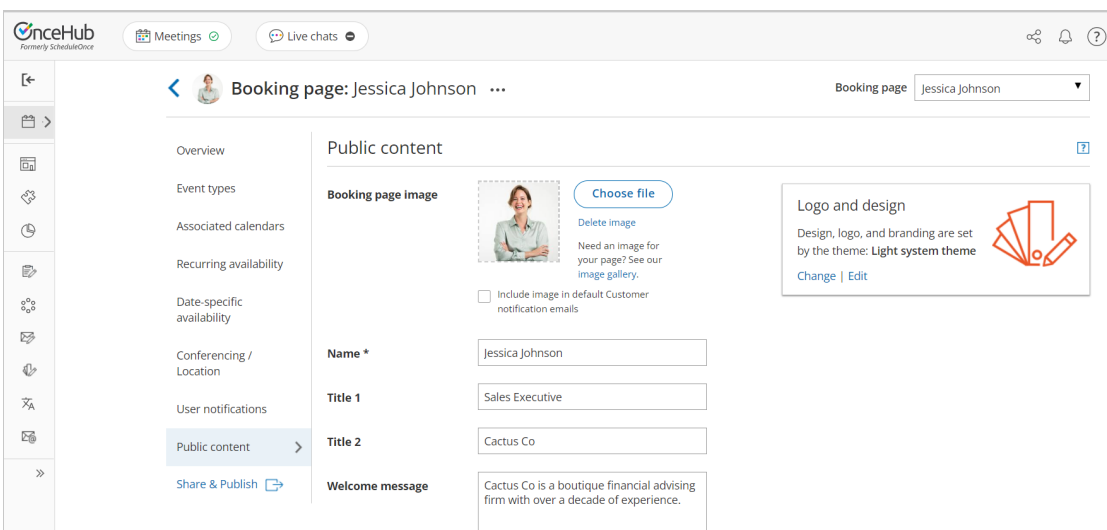 OnceHub
Formerly ScheduleOnce
Meetings
Live chats
?
Booking page: Jessica Johnson ...
Booking page
Jessica Johnson
Overview
Event types
Associated calendars
Recurring availability
Date-specific
availability
Conferencing /
Location
User notifications
Public content
Share & Publish
Public content
?
Booking page image
Choose file
Delete image
Need an image for
your page? See our
image gallery.
Include image in default Customer
notification emails
Name *
Jessica Johnson
Title 1
Sales Executive
Title 2
Cactus Co
Welcome message
Cactus Co is a boutique financial advising
firm with over a decade of experience.
Logo and design
Design, logo, and branding are set
by the theme: Light system theme
Change | Edit